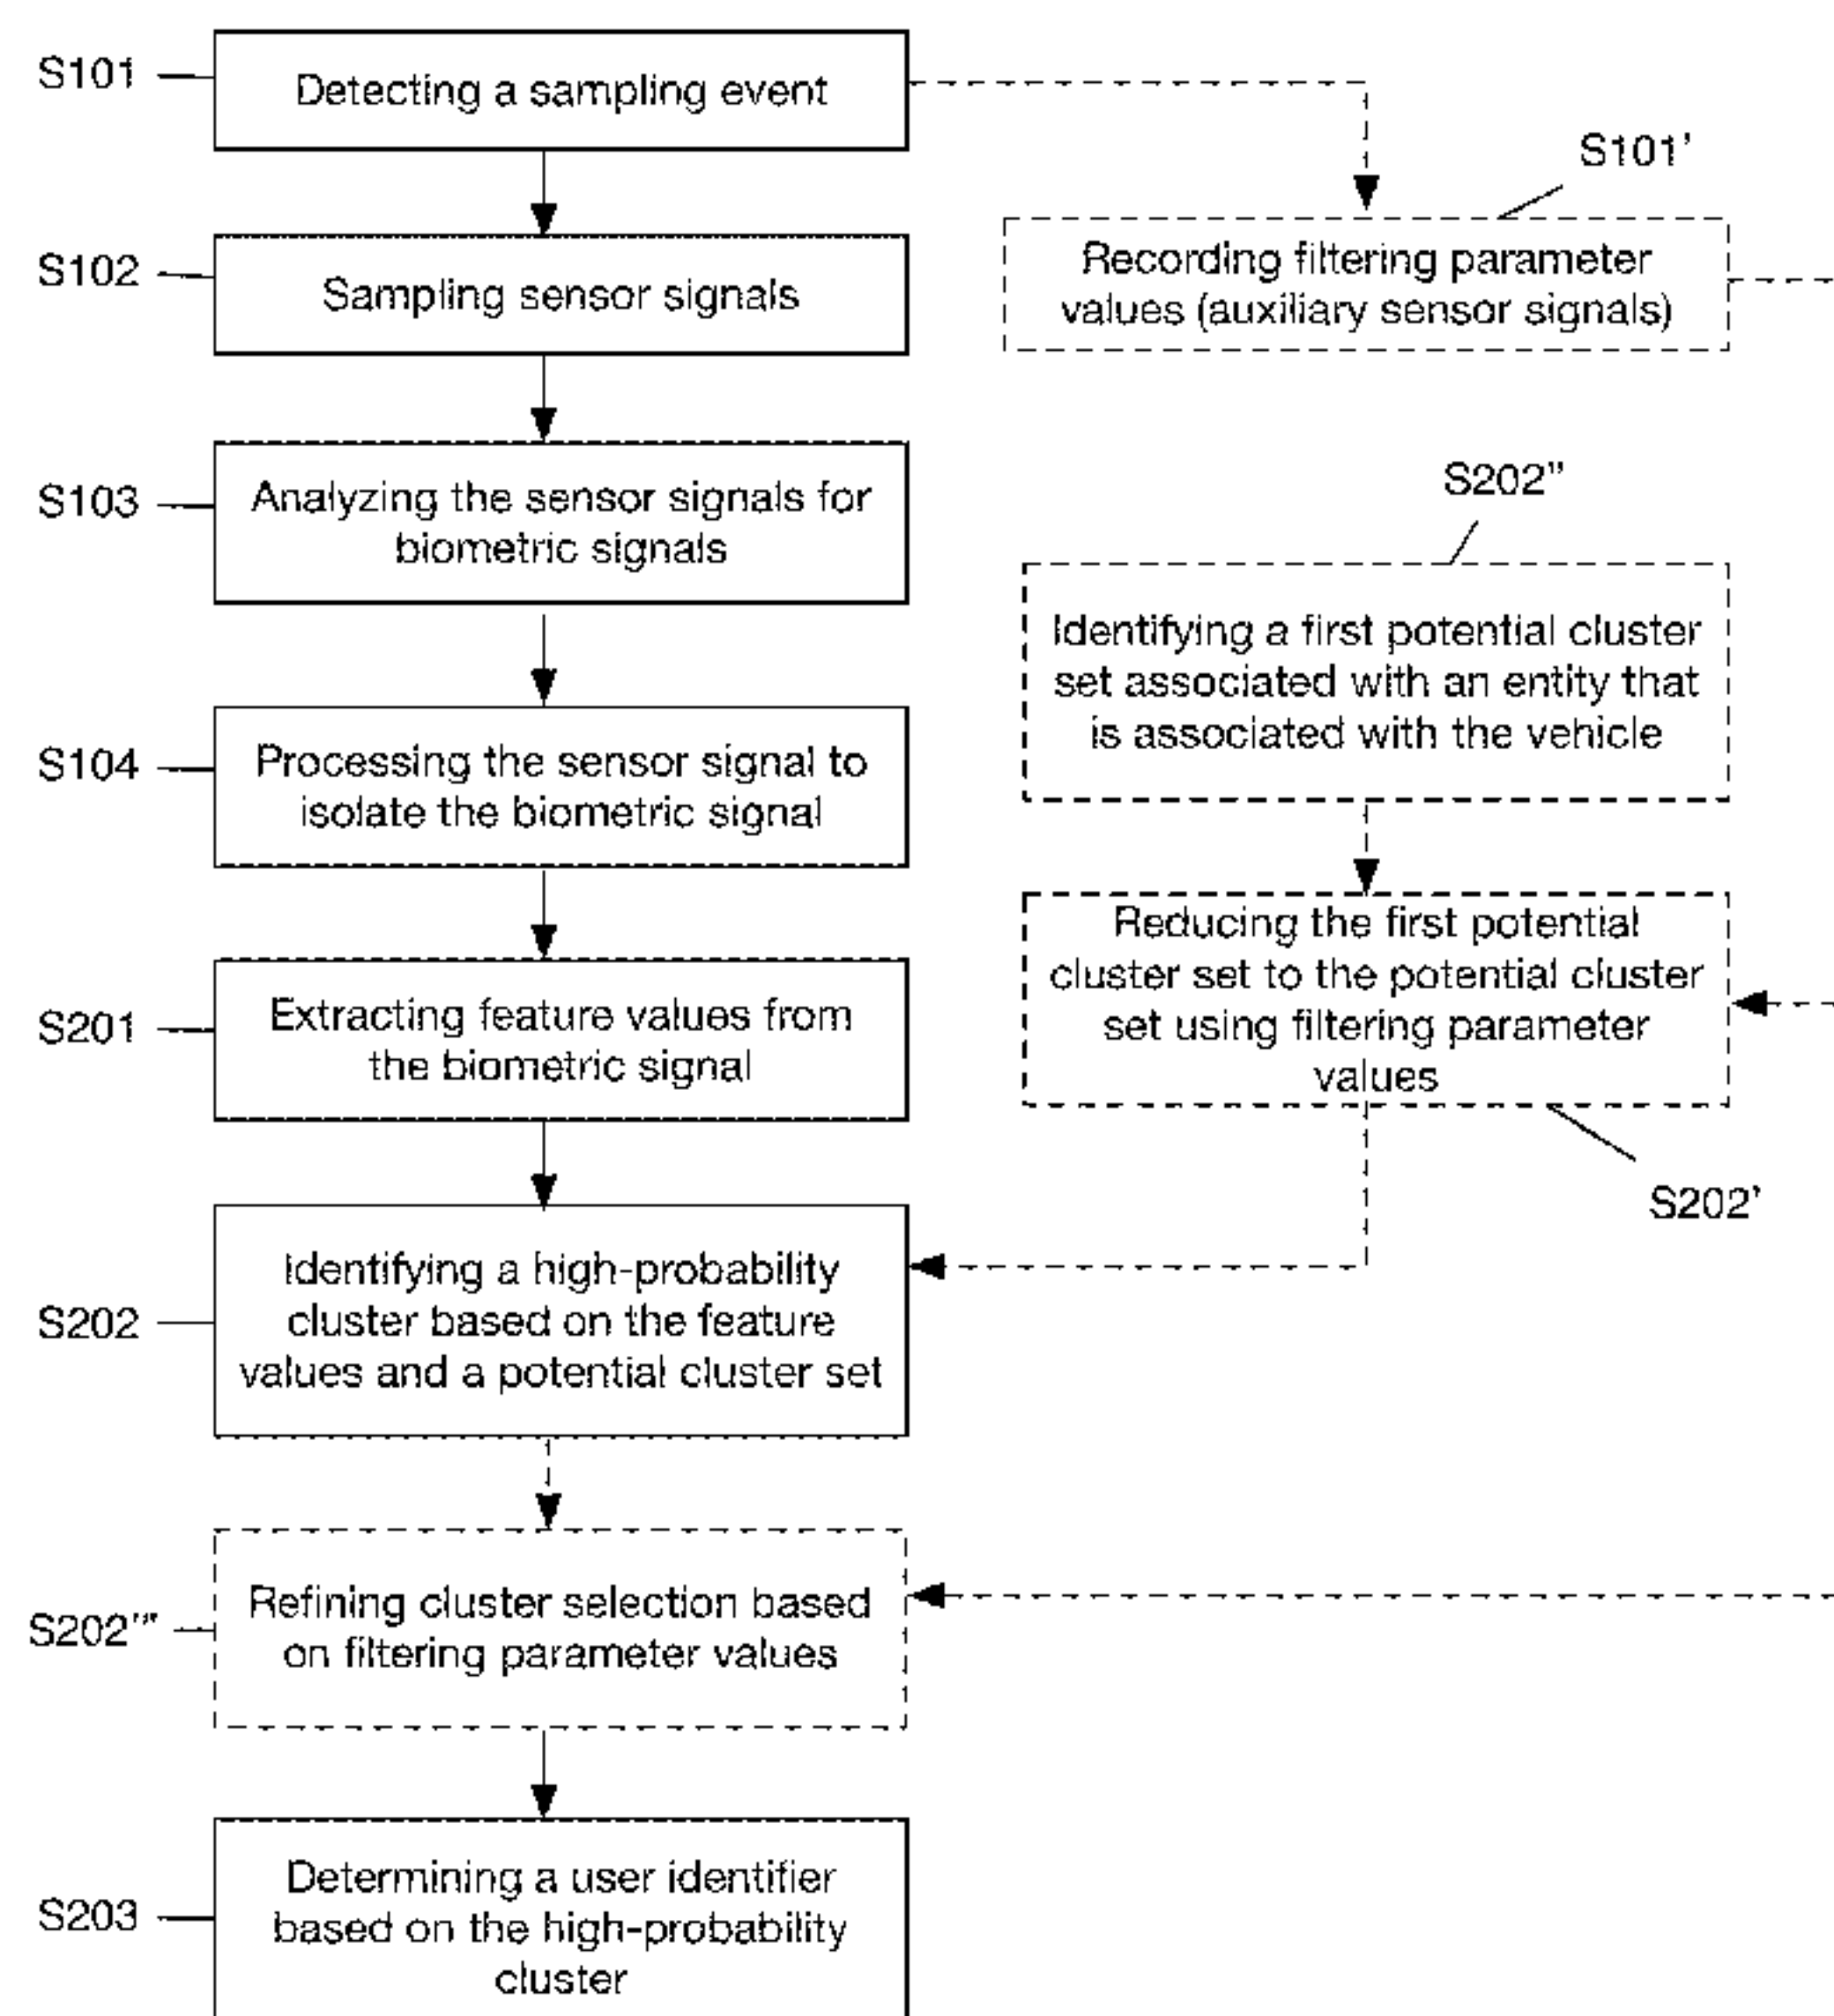 S101
Detecting a sampling event
S101'
S102
Sampling sensor signals
Recording filtering parameter
values (auxiliary sensor signals)
S103
Analyzing the sensor signals for
biometric signals
S202"
Identifying a first potential cluster
set associated with an entity that
is associated with the vehicle
S104
Processing the sensor signal to
isolate the biometric signal
Reducing the first potential
cluster set to the potential cluster
set using filtering parameter
values
S202'
S201
Extracting feature values from
the biometric signal
S202
Identifying a high-probability
cluster based on the feature
values and a potential cluster set
S202'"
Refining cluster selection based
on filtering parameter values
S203
Determining a user identifier
based on the high-probability
cluster